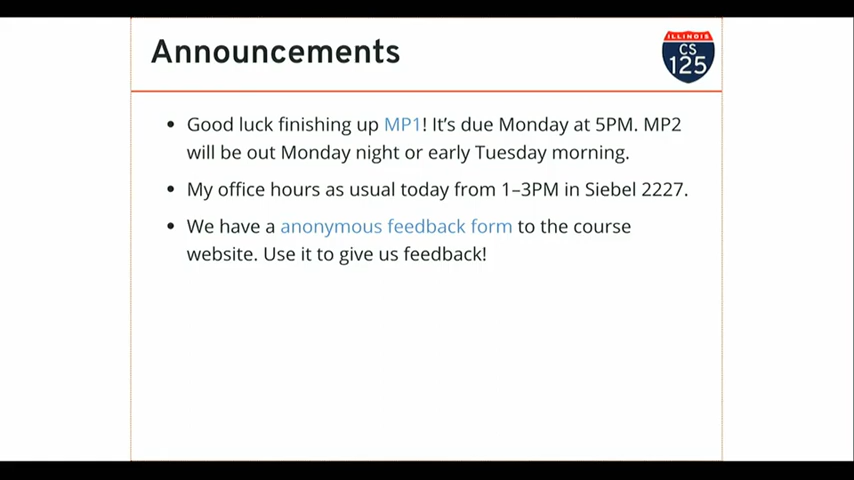 Announcements
ILLINOIS
CS
125
Good luck finishing up MP1! It's due Monday at 5PM. MP2
will be out Monday night or early Tuesday morning.
My office hours as usual today from 1–3PM in Siebel 2227.
We have a anonymous feedback form to the course
website. Use it to give us feedback!